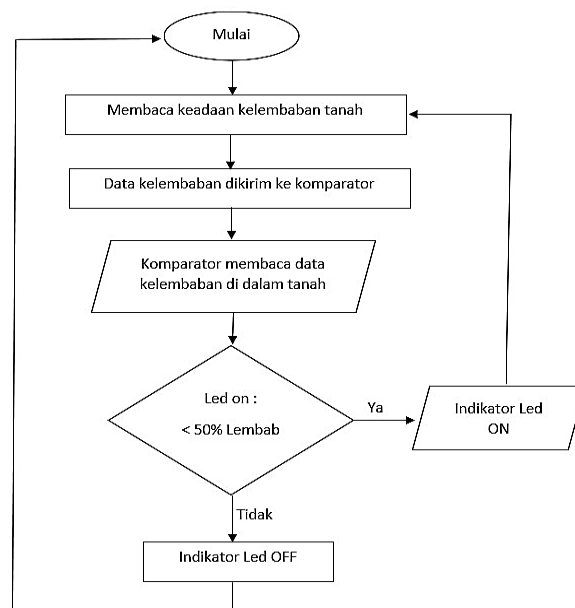 Mulai
Membaca keadaan kelembaban tanah
Data kelembaban dikirim ke komparator
Komparator membaca data
kelembaban di dalam tanah
Led on :
< 50% Lembab
Ya
Indikator Led
ON
Tidak
Indikator Led OFF